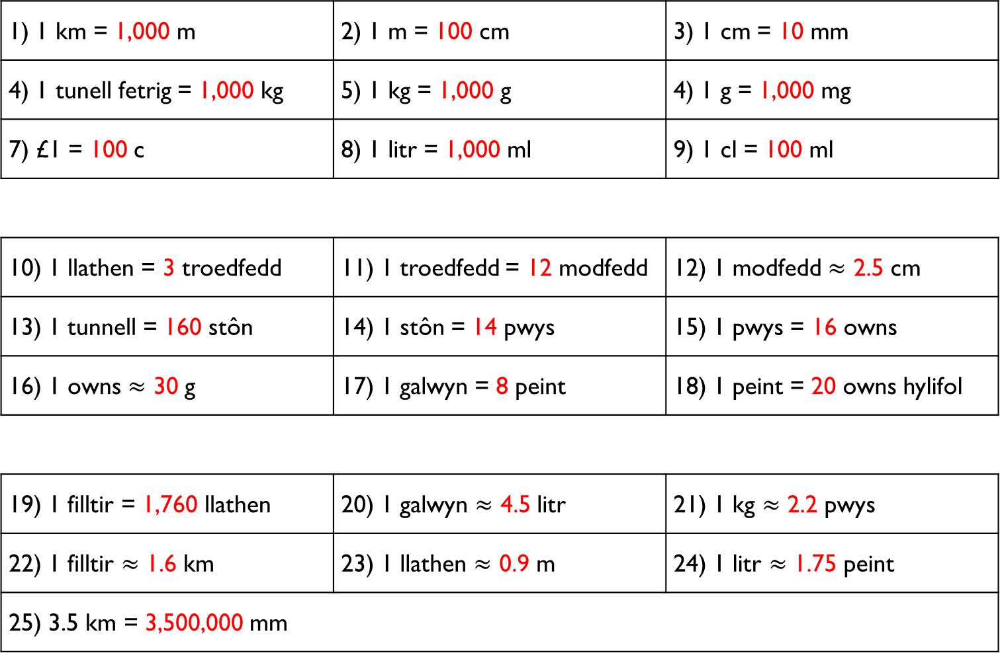 1) 1 km = 1,000 m
2) 1 m = 100 cm
3) 1 cm = 10 mm
4) 1 tunell fetrig = 1,000 kg
5) 1 kg = 1,000 g
4) 1 g = 1,000 mg
7) £1 = 100 c
8) 1 litr = 1,000 ml
9) 1 cl = 100 ml
10) 1 llathen = 3 troedfedd
11) 1 troedfedd = 12 modfedd
12) 1 modfedd ≈ 2.5 cm
13) 1 tunnell = 160 stôn
14) 1 stôn = 14 pwys
15) 1 pwys = 16 owns
16) 1 owns ≈ 30 g
17) 1 galwyn = 8 peint
18) 1 peint = 20 owns hylifol
19) 1 filltir = 1,760 llathen
20) 1 galwyn ≈ 4.5 litr
21) 1 kg ≈ 2.2 pwys
22) 1 filltir ≈ 1.6 km
23) 1 llathen ≈ 0.9 m
24) 1 litr ≈ 1.75 peint
25) 3.5 km = 3,500,000 mm